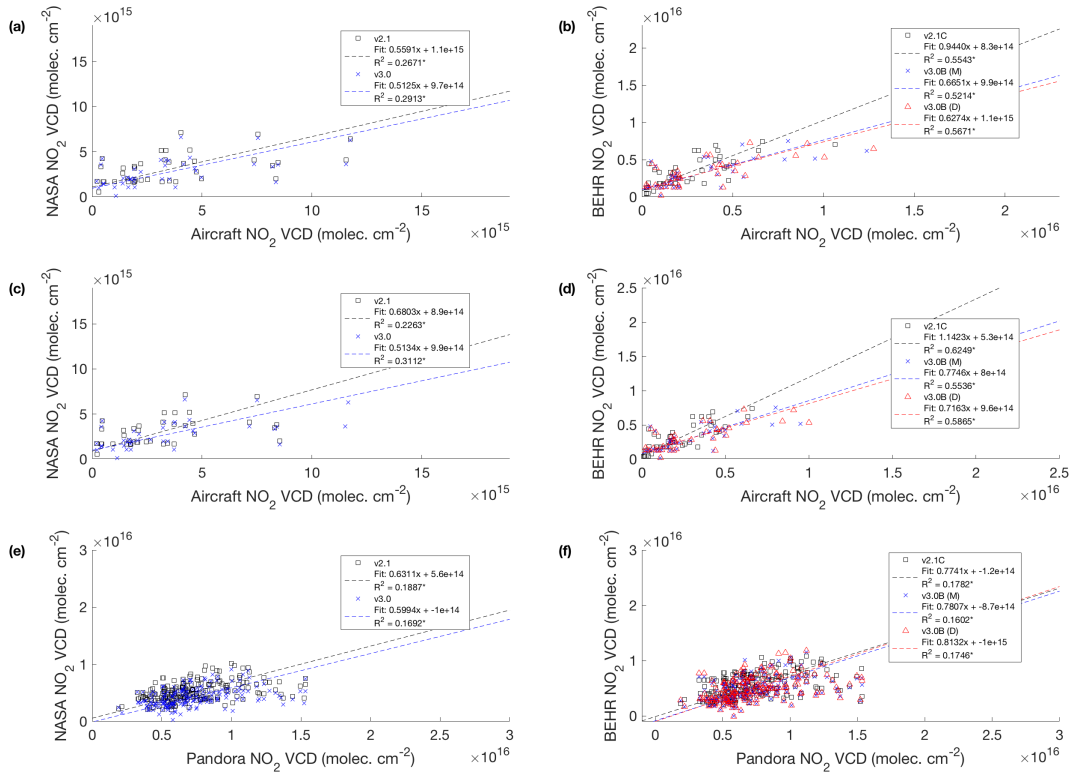 (a)
×10^15
NASA NO2 VCD (molec. cm^-2)
15
10
5
0
0
5
15
Aircraft NO2 VCD (molec. cm^-2)
×10^15
v2.1
Fit: 0.5591x + 1.1e+15
R^2 = 0.2671*
v3.0
Fit: 0.5125x + 9.7e+14
R^2 = 0.2913*
(b)
×10^16
BEHR NO2 VCD (molec. cm^-2)
2
1.5
1
0.5
0
0
0.5
1
1.5
2
Aircraft NO2 VCD (molec. cm^-2)
×10^16
v2.1C
Fit: 0.9440x + 8.3e+14
R^2 = 0.5543*
v3.0B (M)
Fit: 0.6651x + 9.9e+14
R^2 = 0.5214*
v3.0B (D)
Fit: 0.6274x + 1.1e+15
R^2 = 0.5671*
(c)
×10^15
NASA NO2 VCD (molec. cm^-2)
15
10
5
0
0
5
15
Aircraft NO2 VCD (molec. cm^-2)
×10^15
v2.1
Fit: 0.6803x + 8.9e+14
R^2 = 0.2263*
v3.0
Fit: 0.5134x + 9.9e+14
R^2 = 0.3112*
(d)
×10^16
BEHR NO2 VCD (molec. cm^-2)
2.5
2
1.5
1
0.5
0
0
0.5
1
1.5
2
2.5
Aircraft NO2 VCD (molec. cm^-2)
×10^16
v2.1C
Fit: 1.1423x + 5.3e+14
R^2 = 0.6249*
v3.0B (M)
Fit: 0.7746x + 8e+14
R^2 = 0.5536*
v3.0B (D)
Fit: 0.7163x + 9.6e+14
R^2 = 0.5865*
(e)
×10^16
NASA NO2 VCD (molec. cm^-2)
3
2
1
0
0
0.5
1
1.5
2
2.5
3
Pandora NO2 VCD (molec. cm^-2)
×10^16
v2.1
Fit: 0.6311x + 5.6e+14
R^2 = 0.1887*
v3.0
Fit: 0.5994x + -1e+14
R^2 = 0.1692*
(f)
×10^16
BEHR NO2 VCD (molec. cm^-2)
3
2
1
0
0
0.5
1
1.5
2
2.5
3
Pandora NO2 VCD (molec. cm^-2)
×10^16
v2.1C
Fit: 0.7741x + -1.2e+14
R^2 = 0.1782*
v3.0B (M)
Fit: 0.7807x + -8.7e+14
R^2 = 0.1602*
v3.0B (D)
Fit: 0.8132x + -1e+15
R^2 = 0.1746*